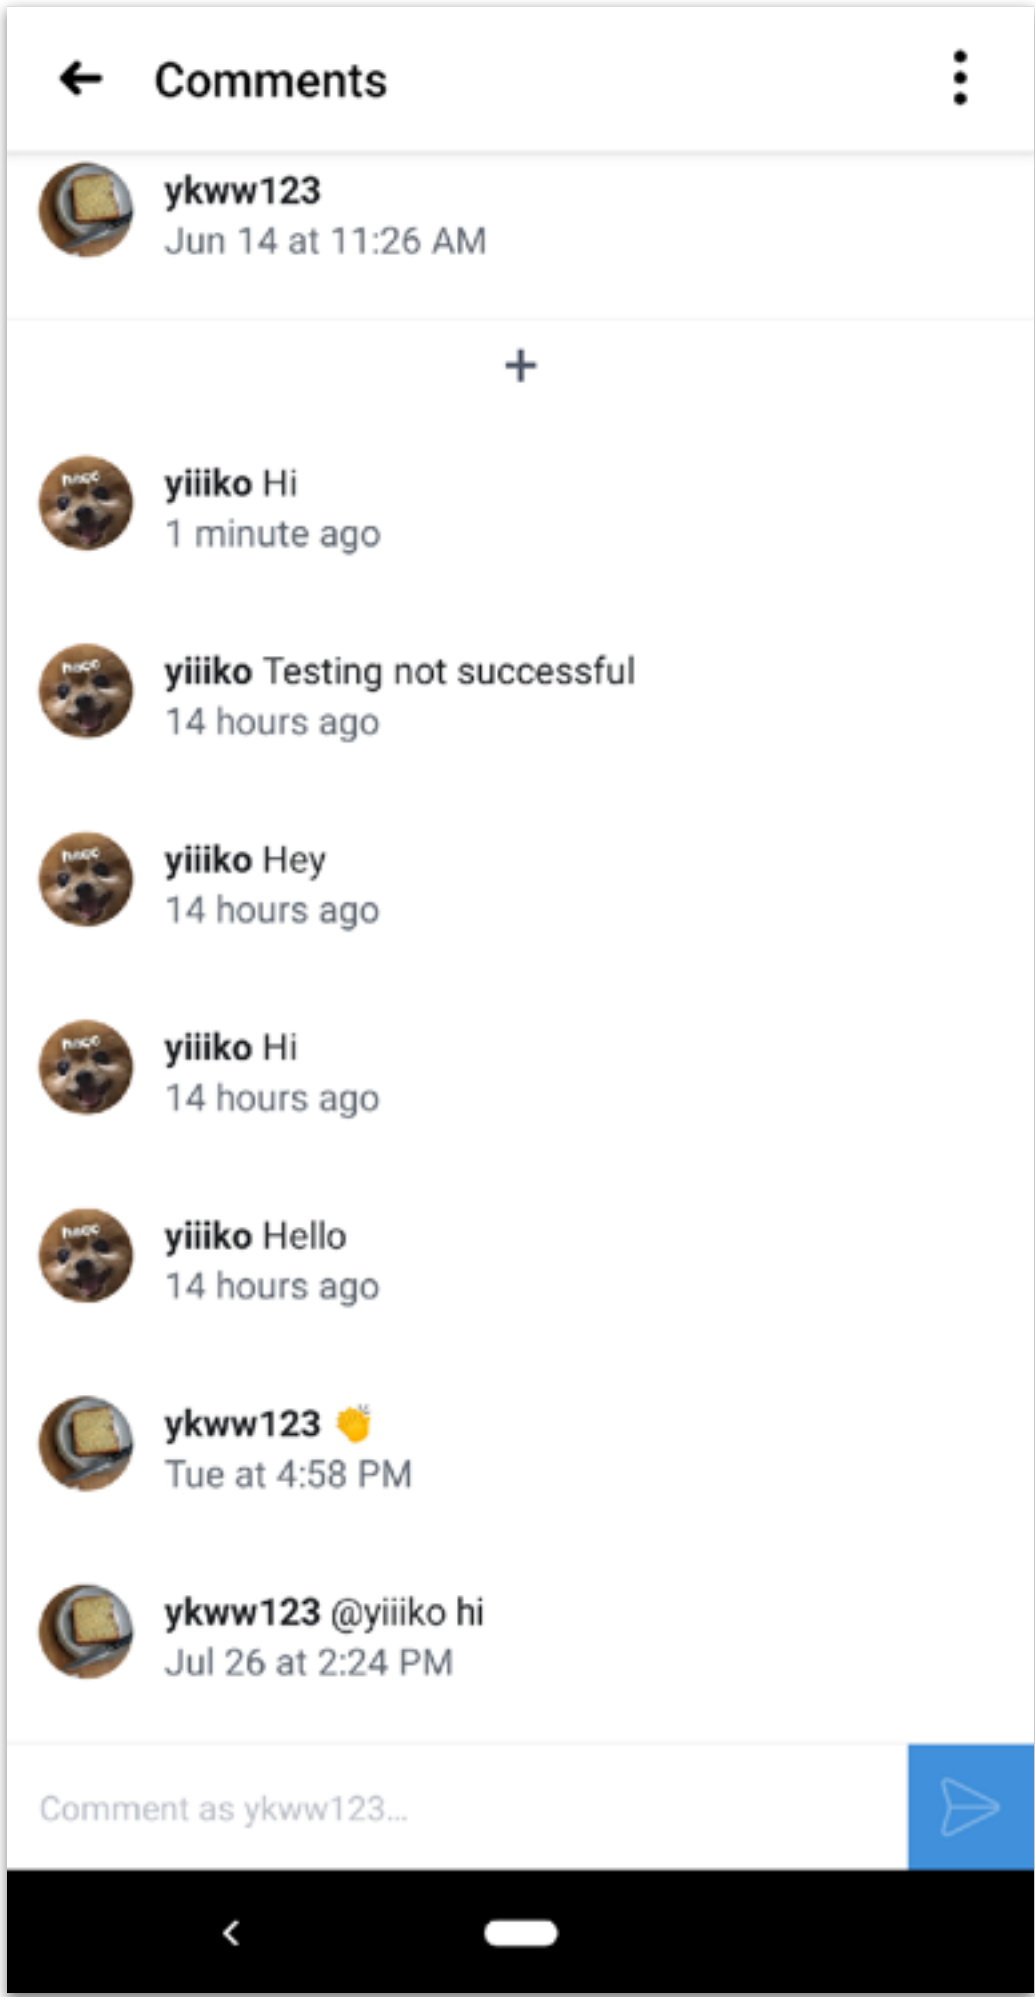 Comments
ykww123
Jun 14 at 11:26 AM
+
yiiiko Hi
1 minute ago
yiiiko Testing not successful
14 hours ago
yiiiko Hey
14 hours ago
yiiiko Hi
14 hours ago
yiiiko Hello
14 hours ago
ykww123 👏
Tue at 4:58 PM
ykww123 @yiiiko hi
Jul 26 at 2:24 PM
Comment as ykww123...